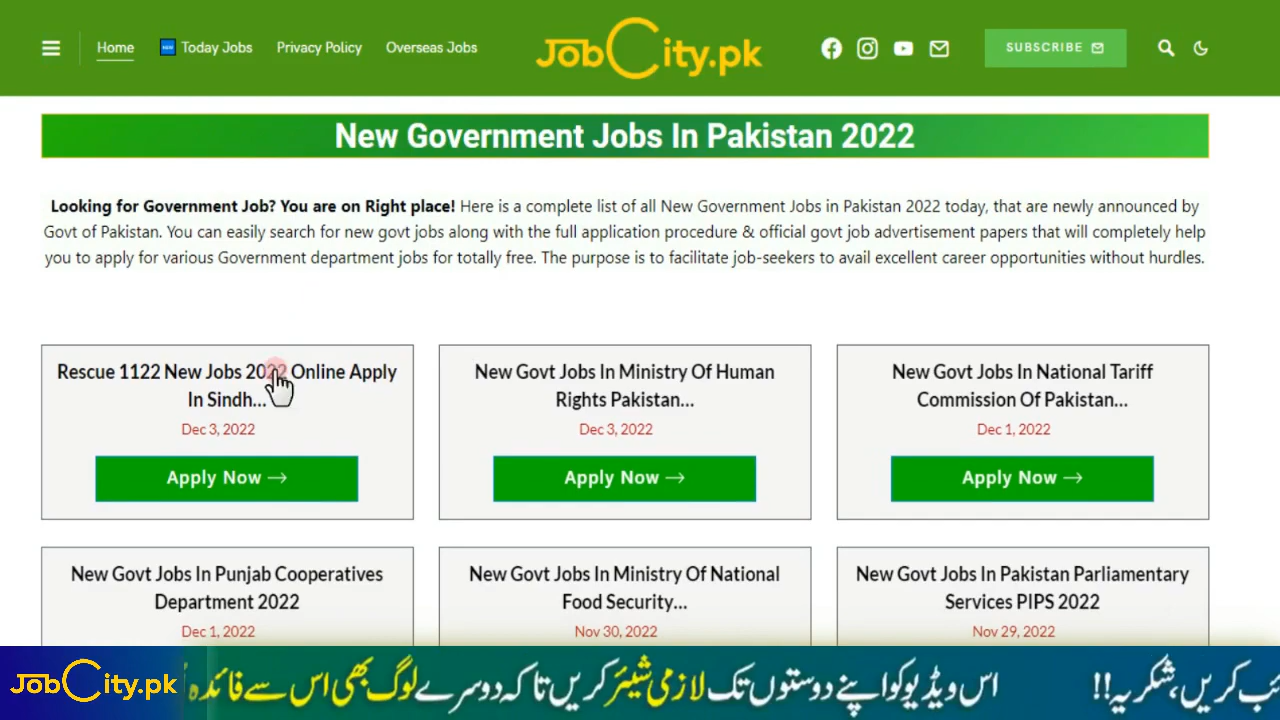 Home
NEW Today Jobs
Privacy Policy
Overseas Jobs
JobCity.pk
SUBSCRIBE
New Government Jobs In Pakistan 2022
Looking for Government Job? You are on Right place! Here is a complete list of all New Government Jobs in Pakistan 2022 today, that are newly announced by
Govt of Pakistan. You can easily search for new govt jobs along with the full application procedure & official govt job advertisement papers that will completely help
you to apply for various Government department jobs for totally free. The purpose is to facilitate job-seekers to avail excellent career opportunities without hurdles.
Rescue 1122 New Jobs 2022 Online Apply
In Sindh...
Dec 3, 2022
Apply Now →
New Govt Jobs In Ministry Of Human
Rights Pakistan...
Dec 3, 2022
Apply Now →
New Govt Jobs In National Tariff
Commission Of Pakistan...
Dec 1, 2022
Apply Now →
New Govt Jobs In Punjab Cooperatives
Department 2022
Dec 1, 2022
New Govt Jobs In Ministry Of National
Food Security...
Nov 30, 2022
New Govt Jobs In Pakistan Parliamentary
Services PIPS 2022
Nov 29, 2022
JobCity.pk
کریں، شکریہ!! اس ویڈیو کو اپنے دوستوں تک لازمی شیئر کریں تا کہ دوسرے لوگ بھی اس سے فائدہ